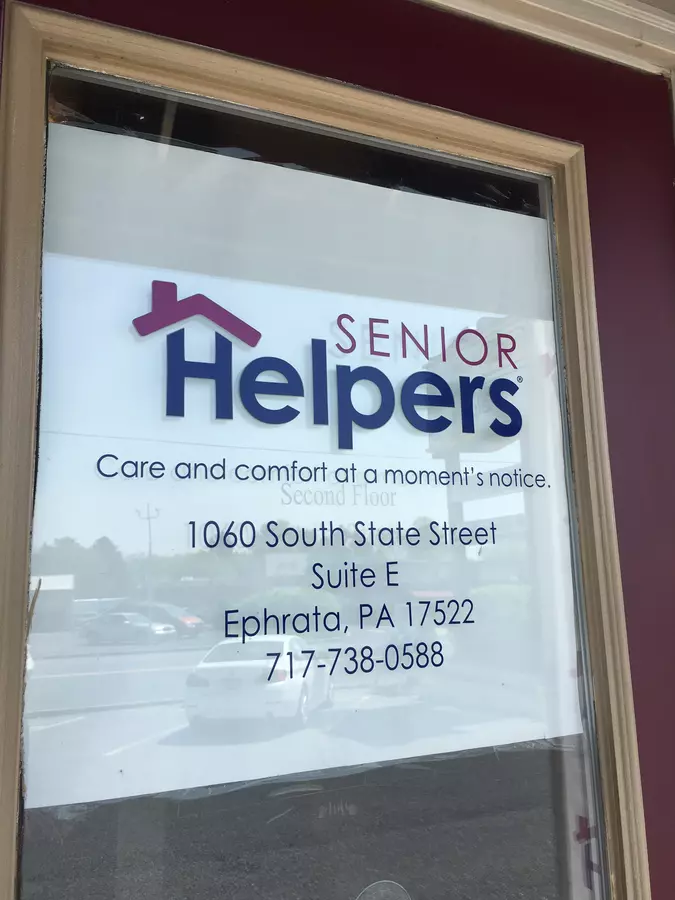 SENIOR
Helpers®
Care and comfort at a moment's notice.
Second Floor
1060 South State Street
Suite E
Ephrata, PA 17522
717-738-0588